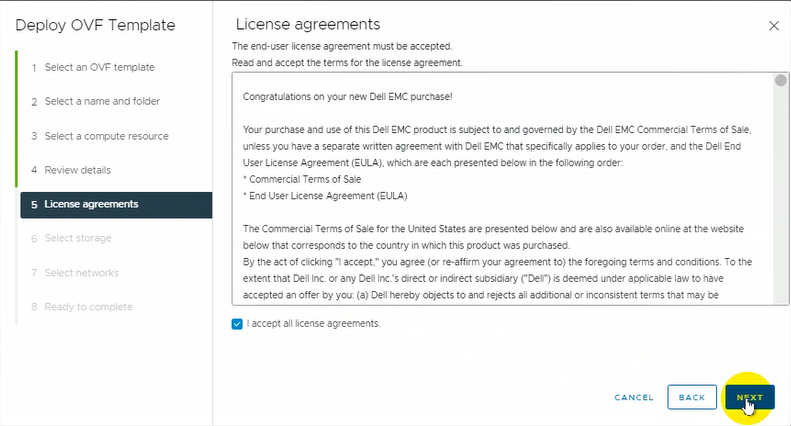 Deploy OVF Template
1 Select an OVF template
2 Select a name and folder
3 Select a compute resource
4 Review details
5 License agreements
6 Select storage
7 Select networks
8 Ready to complete
License agreements
The end-user license agreement must be accepted.
Read and accept the terms for the license agreement.
Congratulations on your new Dell EMC purchase!
Your purchase and use of this Dell EMC product is subject to and governed by the Dell EMC Commercial Terms of Sale,
unless you have a separate written agreement with Dell EMC that specifically applies to your order, and the Dell End
User License Agreement (EULA), which are each presented below in the following order:
* Commercial Terms of Sale
* End User License Agreement (EULA)
The Commercial Terms of Sale for the United States are presented below and are also available online at the website
below that corresponds to the country in which this product was purchased.
By the act of clicking "I accept," you agree (or re-affirm your agreement to) the foregoing terms and conditions. To the
extent that Dell Inc. or any Dell Inc.'s direct or indirect subsidiary ("Dell") is deemed under applicable law to have
accepted an offer by you: (a) Dell hereby objects to and rejects all additional or inconsistent terms that may be
I accept all license agreements.
CANCEL
BACK
NEXT